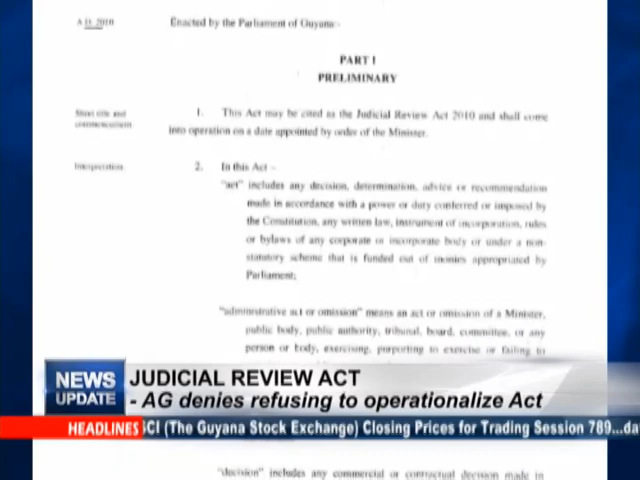 A.D. 2010
Enacted by the Parliament of Guyana:-
PART I
PRELIMINARY
Short title and
commencement.
1. This Act may be cited as the Judicial Review Act 2010 and shall come
into operation on a date appointed by order of the Minister.
Interpretation.
2. In this Act –
"act" includes any decision, determination, advice or recommendation
made in accordance with a power or duty conferred or imposed by
the Constitution, any written law, instrument of incorporation, rules
or bylaws of any corporate or incorporate body or under a non-
statutory scheme that is funded out of monies appropriated by
Parliament;
"administrative act or omission" means an act or omission of a Minister,
public body, public authority, tribunal, board, committee, or any
person or body, exercising, purporting to exercise or failing to
NEWS
UPDATE
JUDICIAL REVIEW ACT
- AG denies refusing to operationalize Act
HEADLINES
SCI (The Guyana Stock Exchange) Closing Prices for Trading Session 789...da
"decision" includes any commercial or contractual decision made in